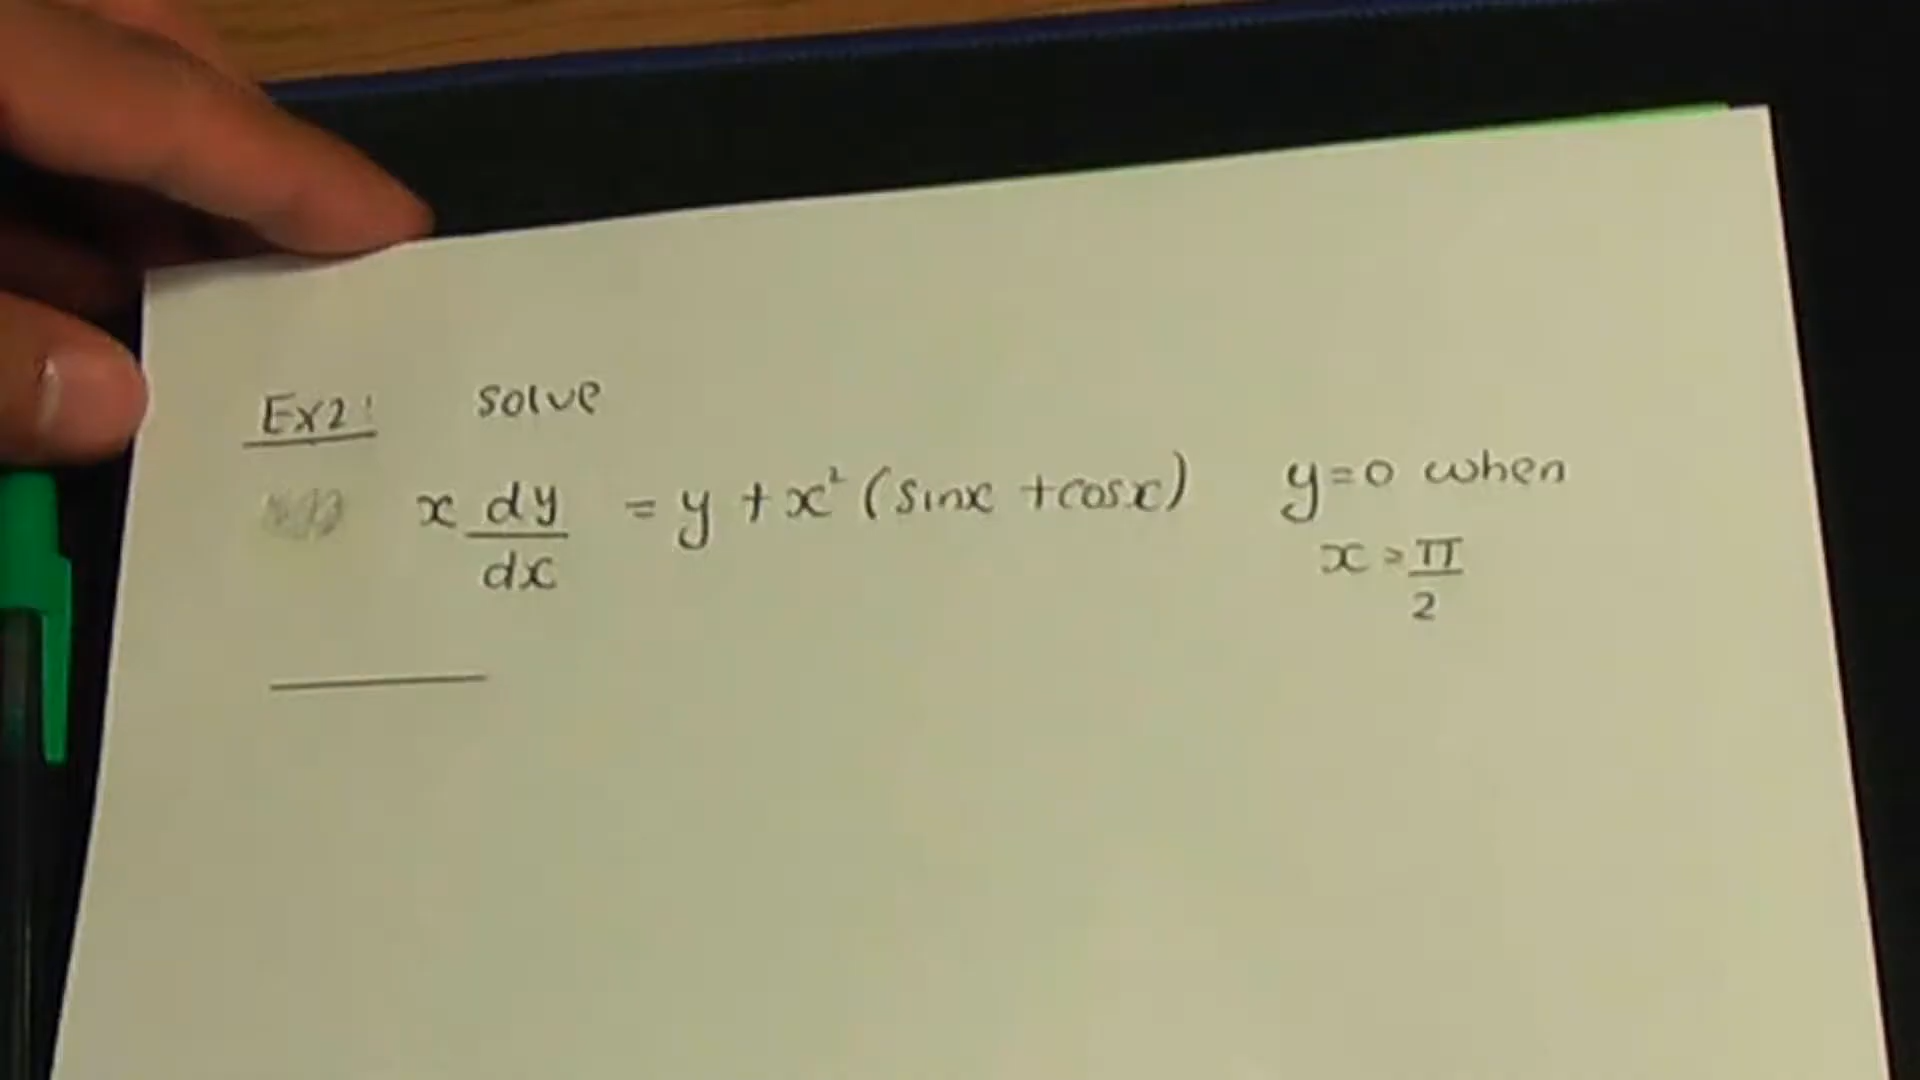 Ex2: solve
x dy/dx = y + x² (sinx + cosx) y=0 when
x = π/2